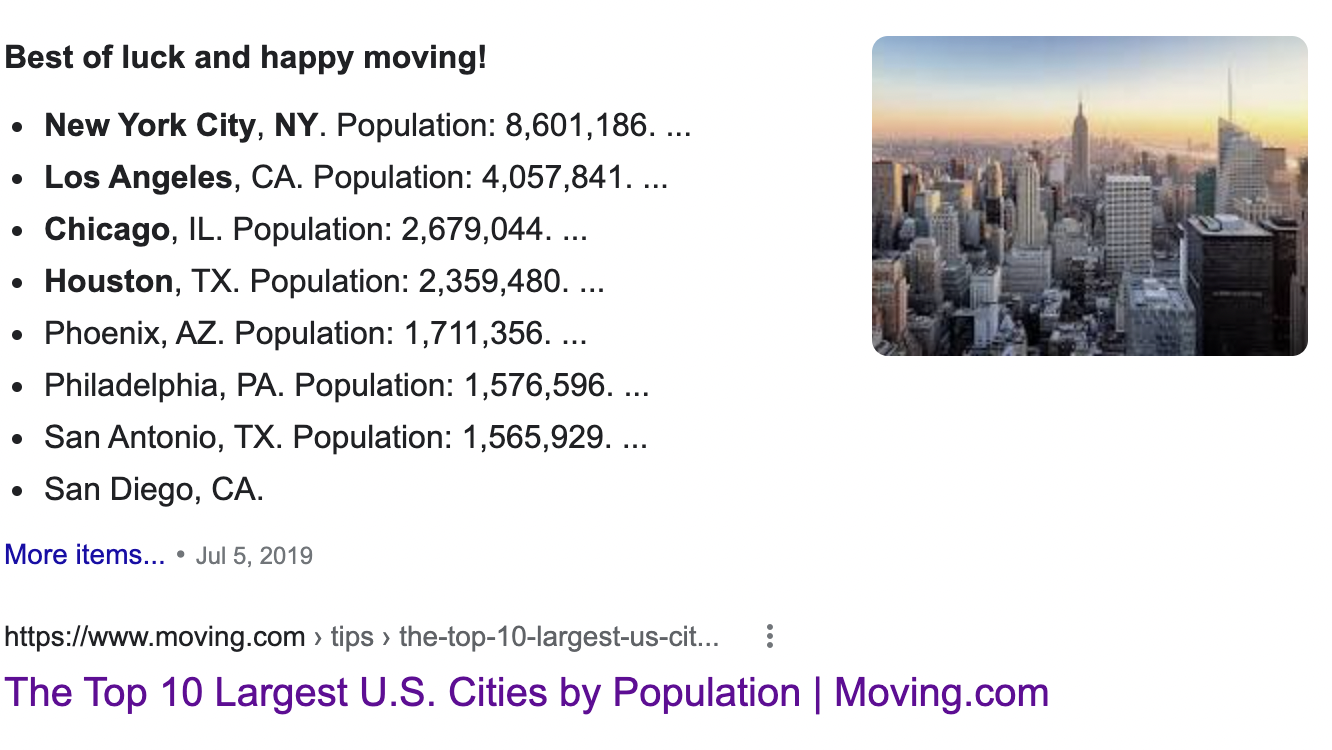 Best of luck and happy moving!
• New York City, NY. Population: 8,601,186. ...
• Los Angeles, CA. Population: 4,057,841. ...
• Chicago, IL. Population: 2,679,044. ...
• Houston, TX. Population: 2,359,480. ...
• Phoenix, AZ. Population: 1,711,356. ...
• Philadelphia, PA. Population: 1,576,596. ...
• San Antonio, TX. Population: 1,565,929. ...
• San Diego, CA.
More items... • Jul 5, 2019
https://www.moving.com › tips › the-top-10-largest-us-cit...
The Top 10 Largest U.S. Cities by Population | Moving.com